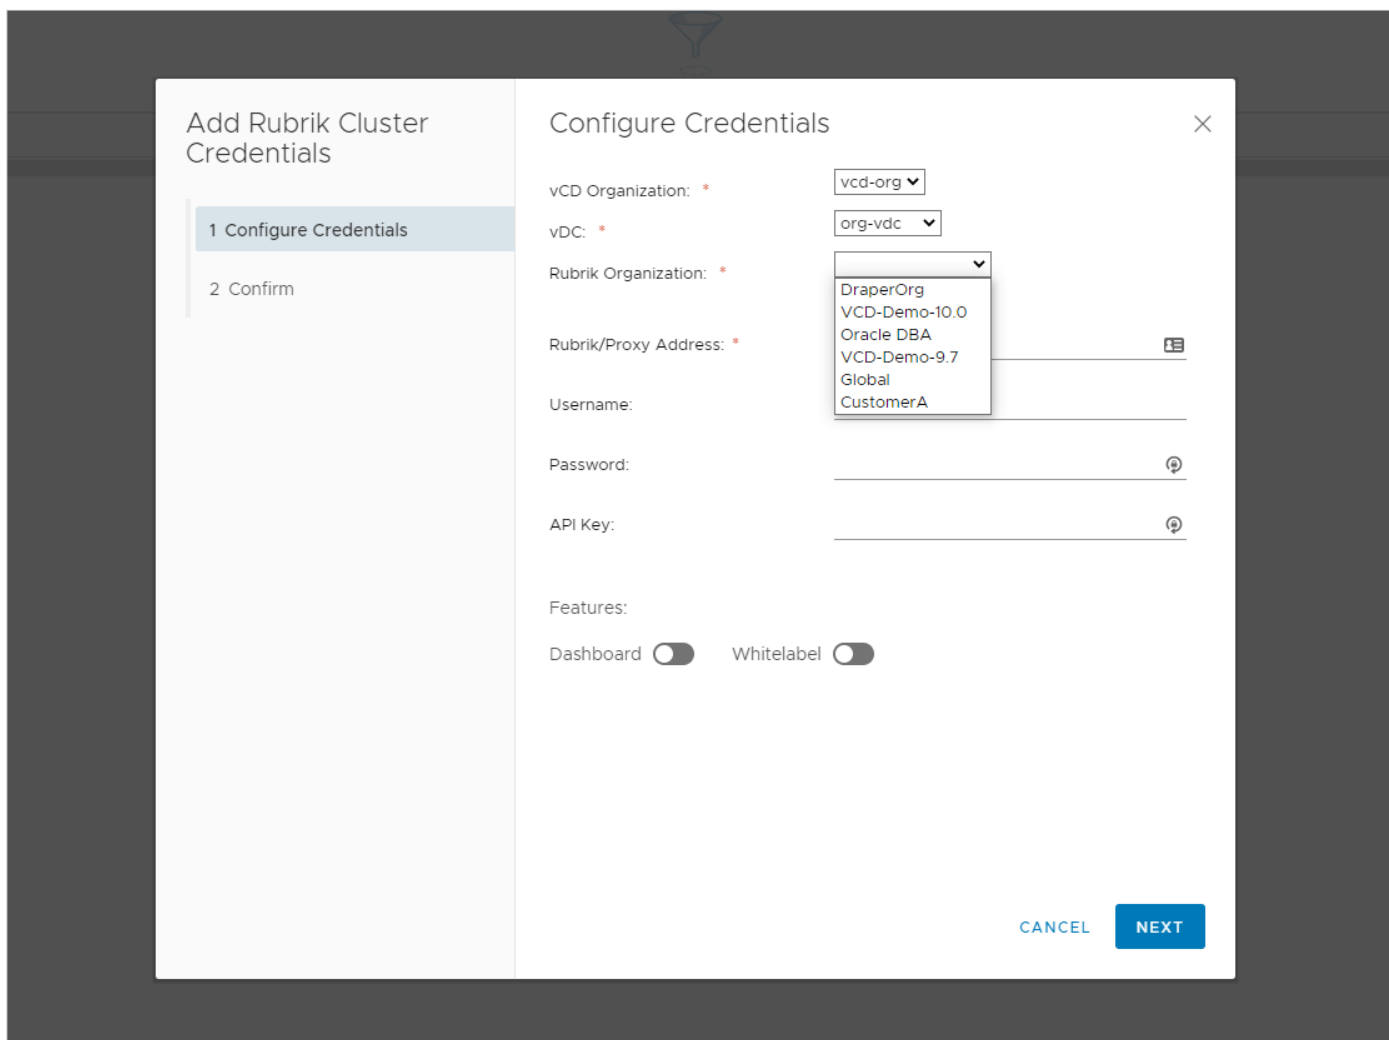 Add Rubrik Cluster
Credentials
1 Configure Credentials
2 Confirm
Configure Credentials
vCD Organization: *
vcd-org
vDC: *
org-vdc
Rubrik Organization: *
DraperOrg
VCD-Demo-10.0
Oracle DBA
VCD-Demo-9.7
Global
CustomerA
Rubrik/Proxy Address: *
Username:
Password:
API Key:
Features:
Dashboard
Whitelabel
CANCEL
NEXT